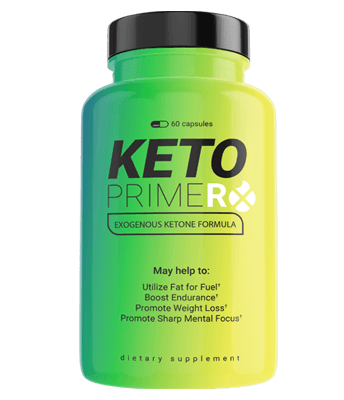 60 capsules
KETO
PRIMERX
EXOGENOUS KETONE FORMULA
May help to:
Utilize Fat for Fuel†
Boost Endurance†
Promote Weight Loss†
Promote Sharp Mental Focus†
dietary supplement